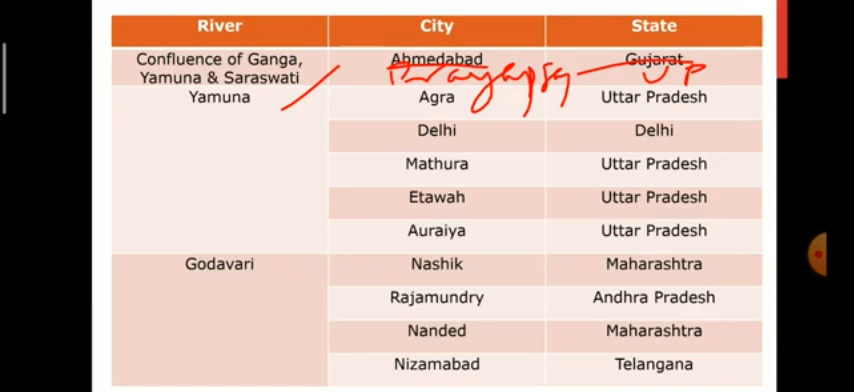 River City State
Confluence of Ganga, Ahmedabad Gujarat
Yamuna & Saraswati Prayagraj UP
Yamuna Agra Uttar Pradesh
Delhi Delhi
Mathura Uttar Pradesh
Etawah Uttar Pradesh
Auraiya Uttar Pradesh
Godavari Nashik Maharashtra
Rajamundry Andhra Pradesh
Nanded Maharashtra
Nizamabad Telangana